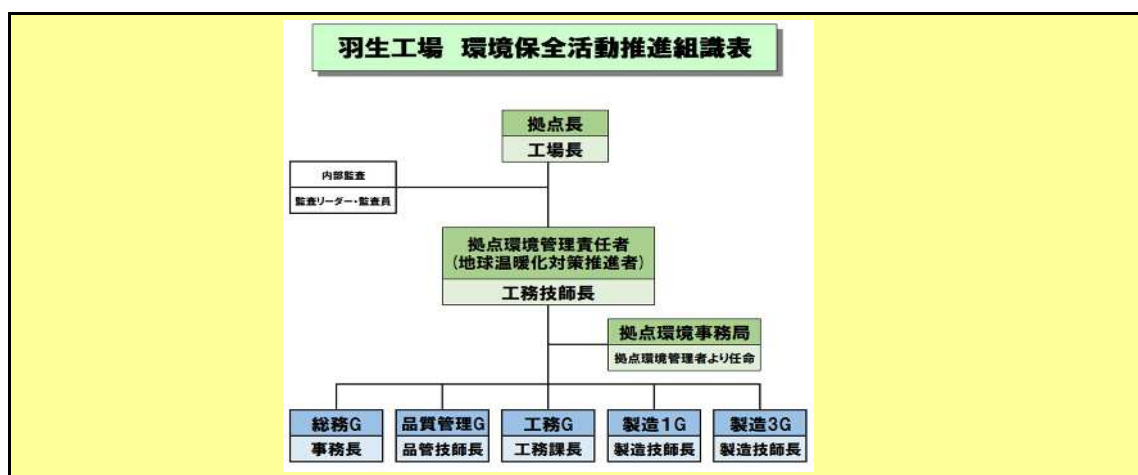 羽生工場 環境保全活動推進組識表
拠点長
工場長
内部監査
監査リーダー・監査員
拠点環境管理責任者
(地球温暖化対策推進者)
工務技師長
拠点環境事務局
拠点環境管理者より任命
総務G
事務長
品質管理G
品管技師長
工務G
工務課長
製造1G
製造技師長
製造3G
製造技師長